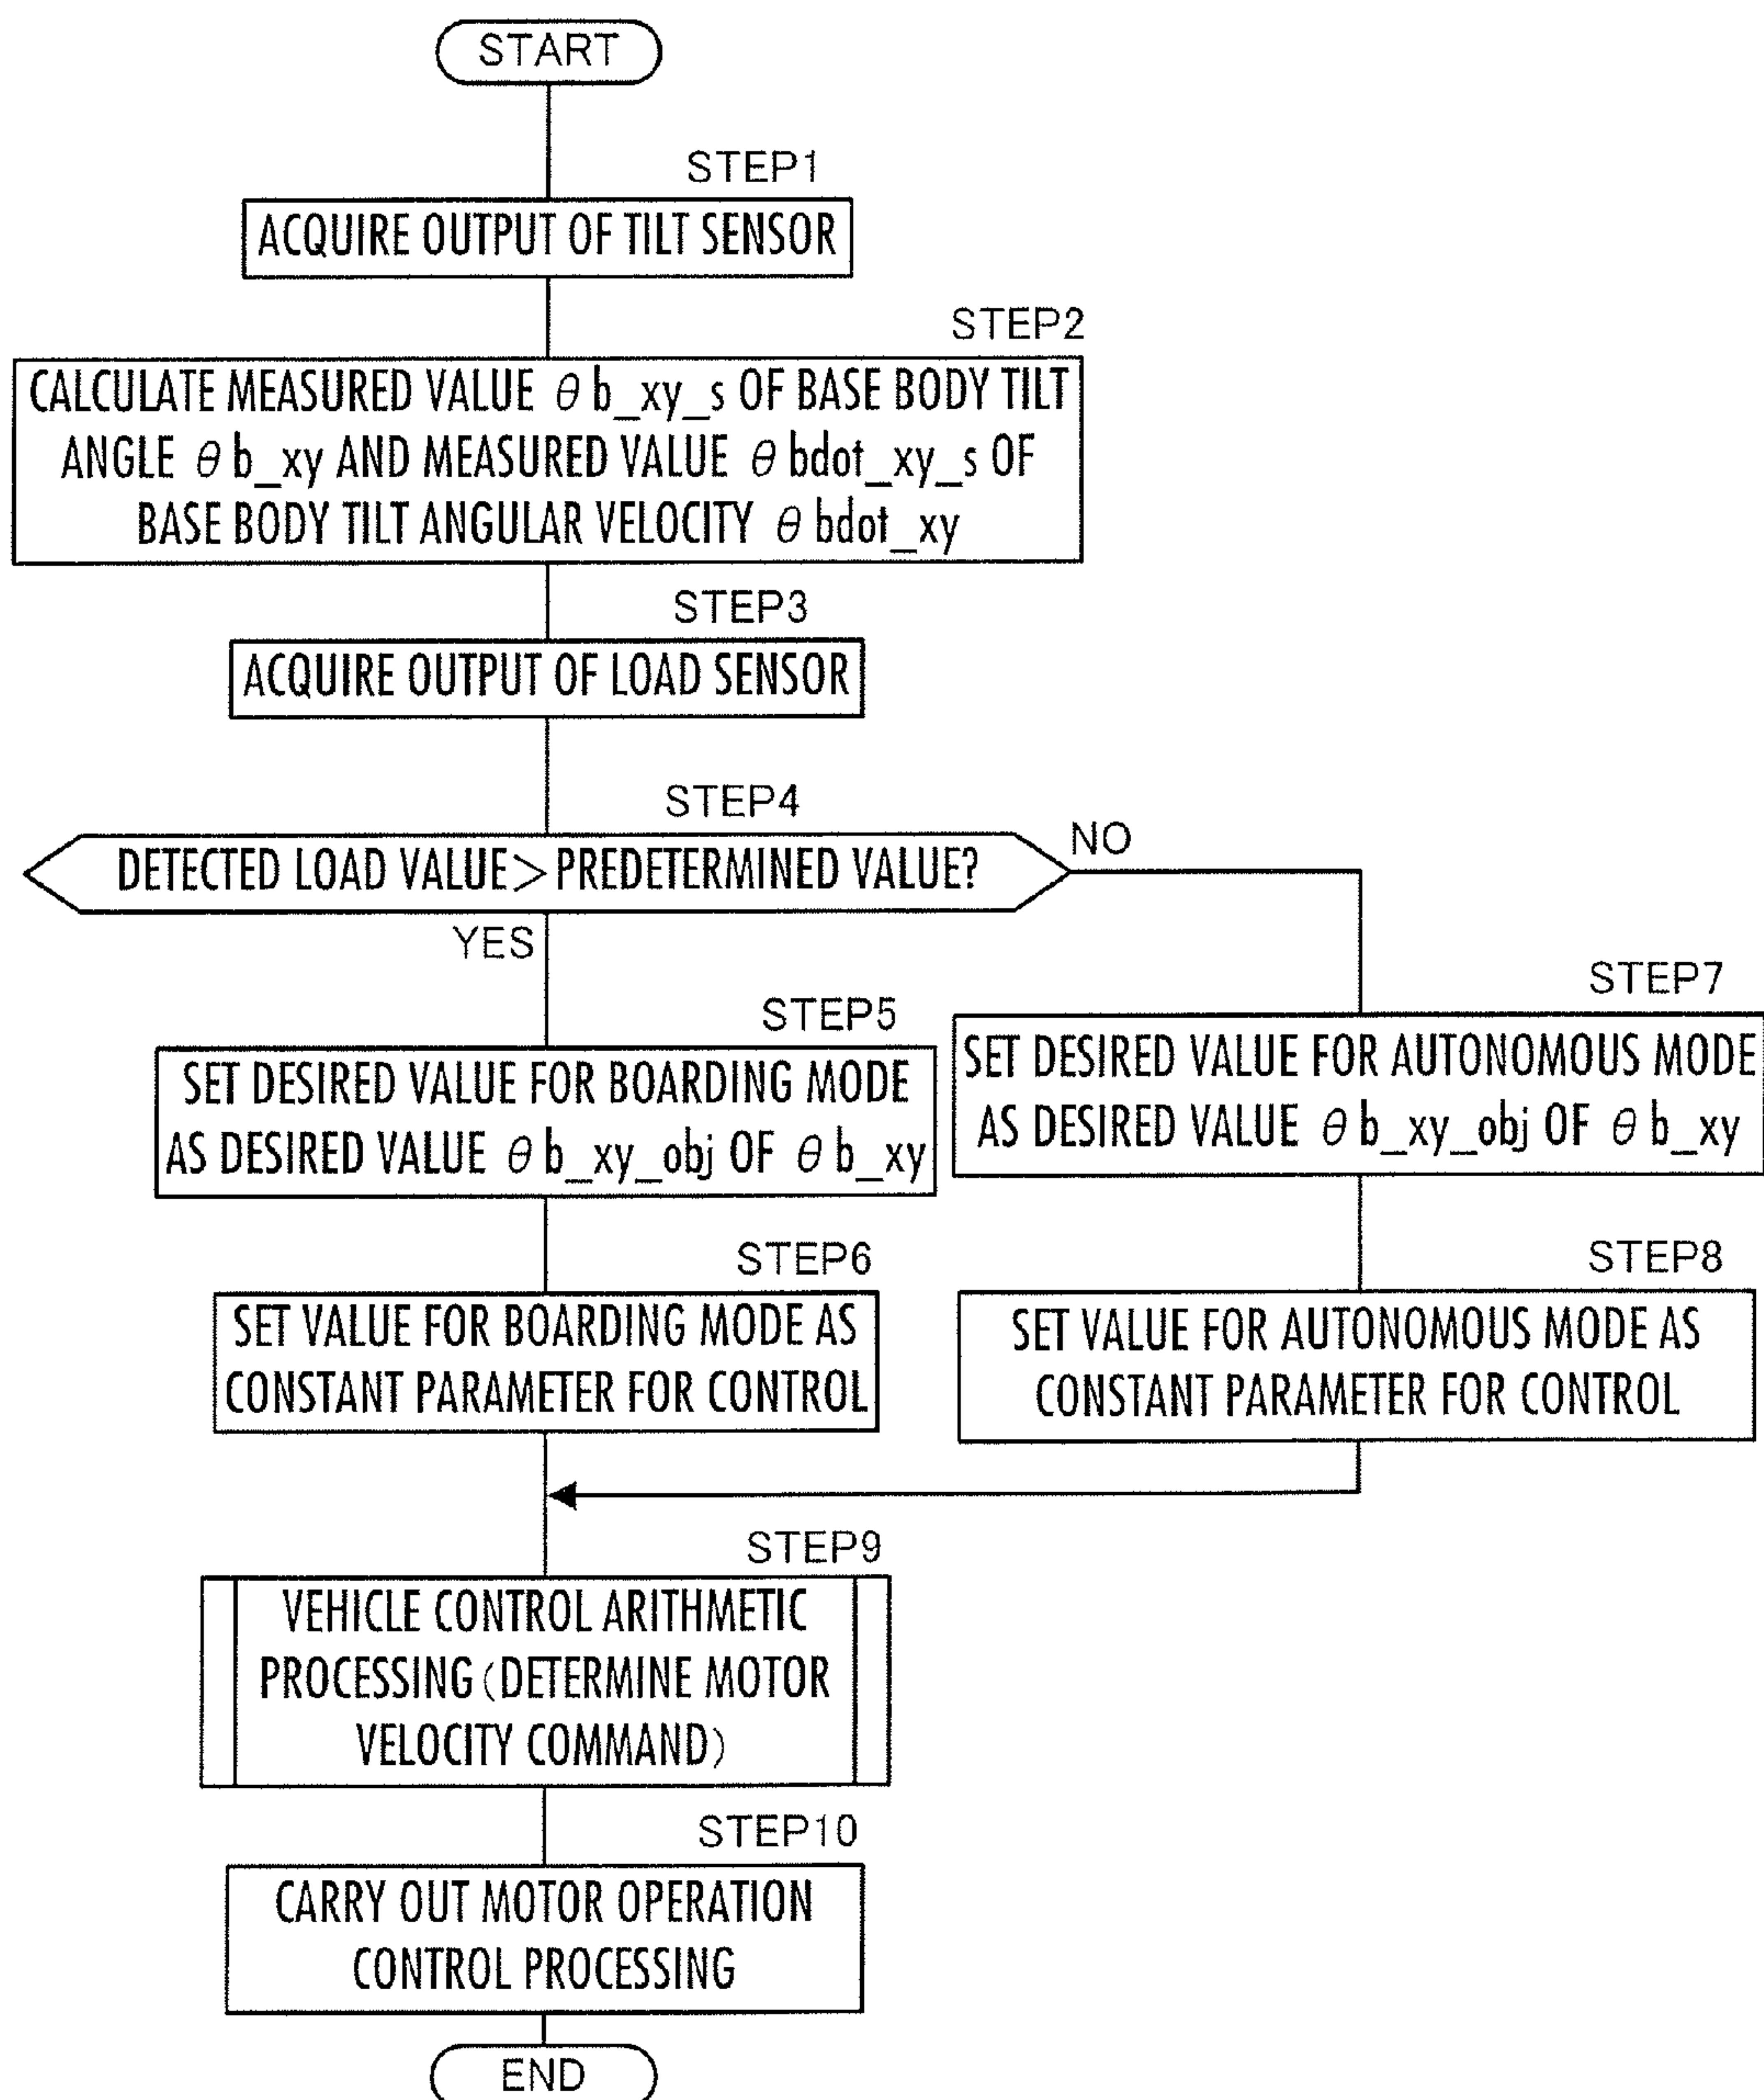 START
STEP1
ACQUIRE OUTPUT OF TILT SENSOR
STEP2
CALCULATE MEASURED VALUE θb_xy_s OF BASE BODY TILT
ANGLE θb_xy AND MEASURED VALUE θbdot_xy_s OF
BASE BODY TILT ANGULAR VELOCITY θbdot_xy
STEP3
ACQUIRE OUTPUT OF LOAD SENSOR
STEP4
DETECTED LOAD VALUE>PREDETERMINED VALUE?
NO
YES
STEP5
SET DESIRED VALUE FOR BOARDING MODE
AS DESIRED VALUE θb_xy_obj OF θb_xy
STEP6
SET VALUE FOR BOARDING MODE AS
CONSTANT PARAMETER FOR CONTROL
STEP7
SET DESIRED VALUE FOR AUTONOMOUS MODE
AS DESIRED VALUE θb_xy_obj OF θb_xy
STEP8
SET VALUE FOR AUTONOMOUS MODE AS
CONSTANT PARAMETER FOR CONTROL
STEP9
VEHICLE CONTROL ARITHMETIC
PROCESSING(DETERMINE MOTOR
VELOCITY COMMAND)
STEP10
CARRY OUT MOTOR OPERATION
CONTROL PROCESSING
END